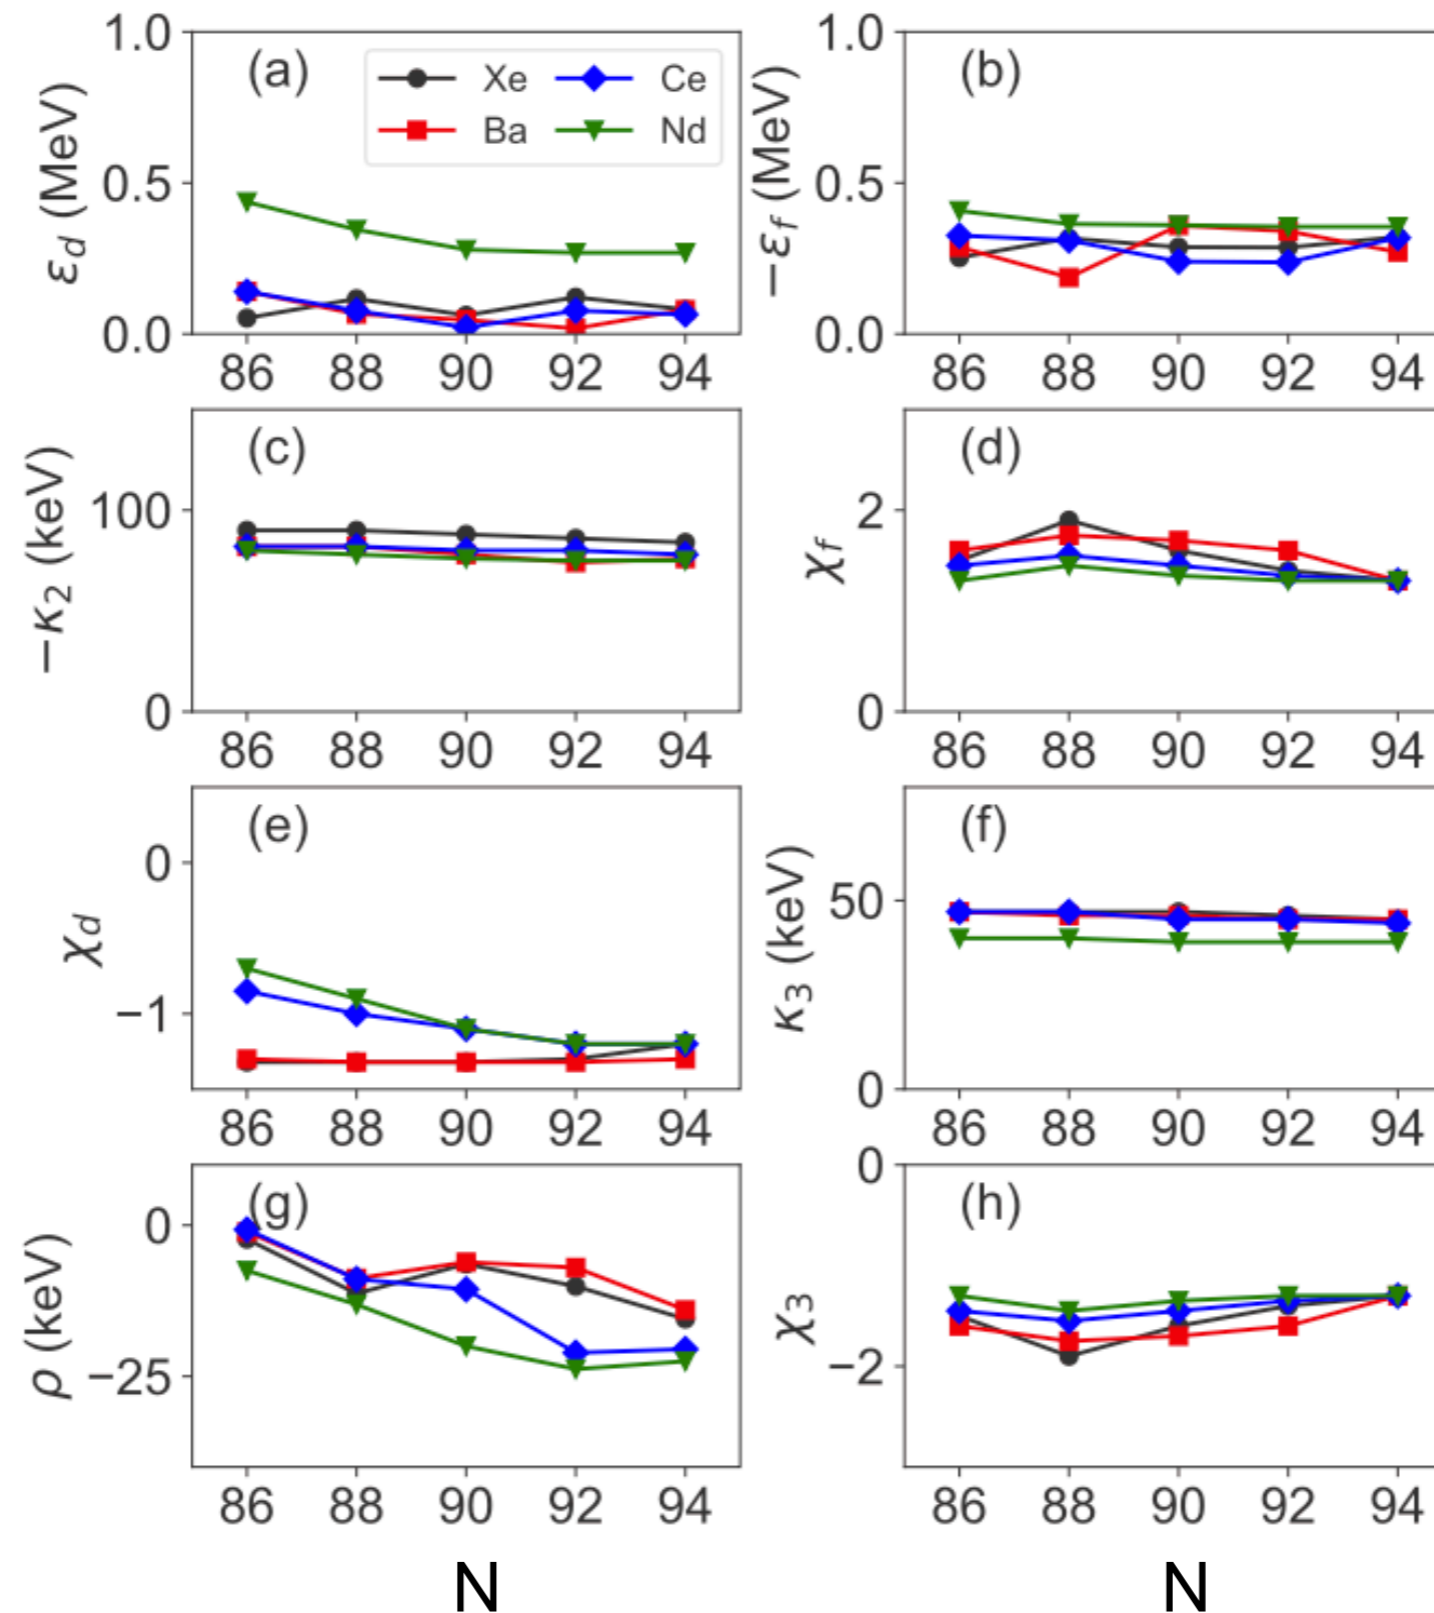 (a)
Xe
Ce
Ba
Nd
ε_d (MeV)
1.0
0.5
0.0
86 88 90 92 94
(b)
−ε_f (MeV)
1.0
0.5
0.0
86 88 90 92 94
(c)
−κ_2 (keV)
100
0
86 88 90 92 94
(d)
χ_f
2
0
86 88 90 92 94
(e)
χ_d
0
−1
86 88 90 92 94
(f)
κ_3 (keV)
50
0
86 88 90 92 94
(g)
ρ (keV)
0
−25
86 88 90 92 94
N
(h)
χ_3
0
−2
86 88 90 92 94
N